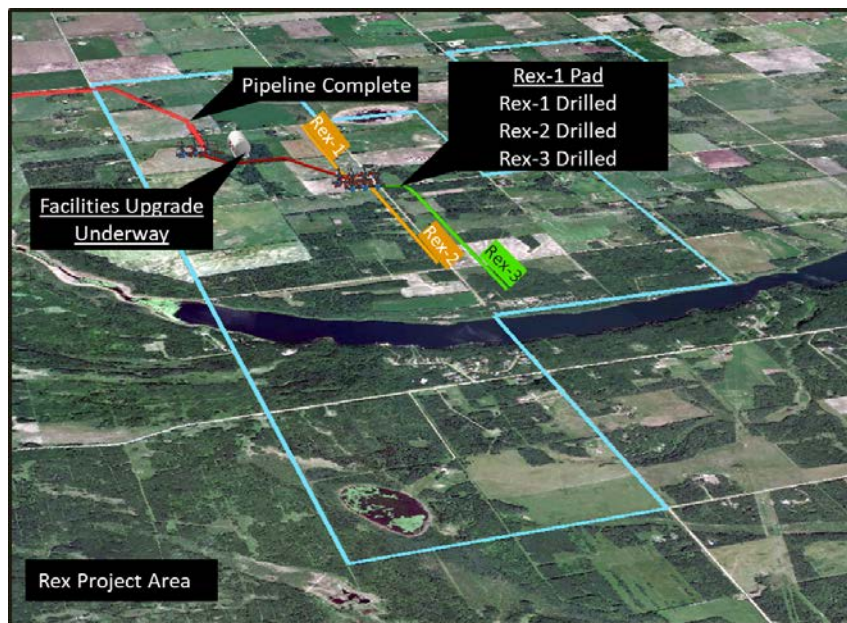 Pipeline Complete
Rex-1 Pad
Rex-1 Drilled
Rex-2 Drilled
Rex-3 Drilled
Rex-1
Facilities Upgrade
Underway
Rex-2
Rex-3
Rex Project Area